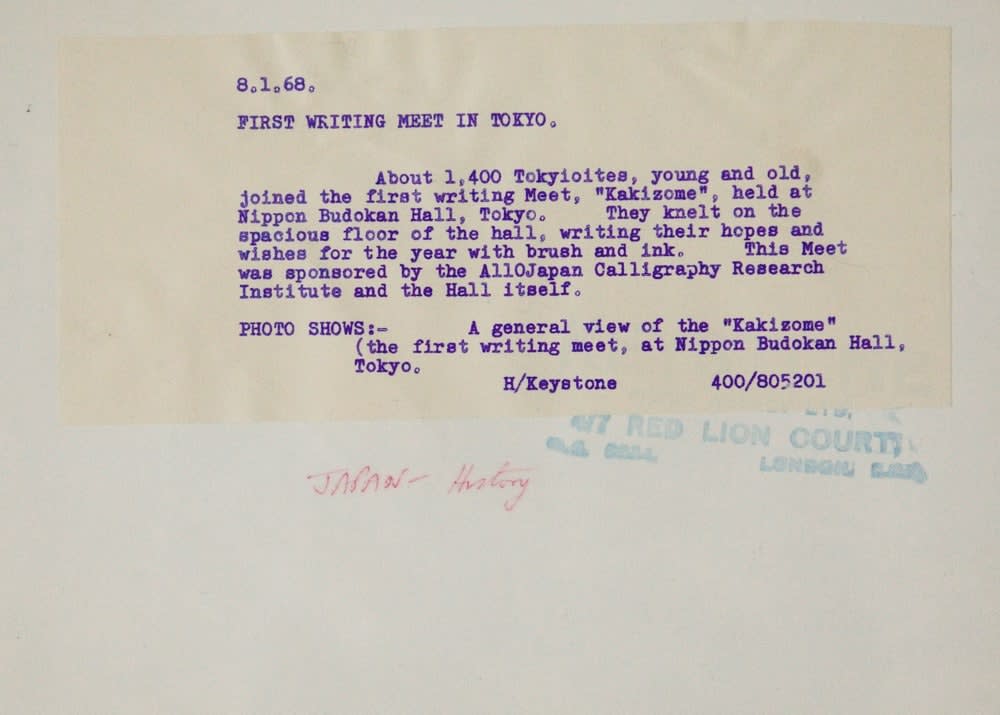 8.1.68.
FIRST WRITING MEET IN TOKYO.
About 1,400 Tokyioites, young and old,
joined the first writing Meet, "Kakizome", held at
Nippon Budokan Hall, Tokyo. They knelt on the
spacious floor of the hall, writing their hopes and
wishes for the year with brush and ink. This Meet
was sponsored by the AllOJapan Calligraphy Research
Institute and the Hall itself.
PHOTO SHOWS:- A general view of the "Kakizome"
(the first writing meet, at Nippon Budokan Hall,
Tokyo.
H/Keystone 400/805201
RED LION COURT,
LONDON,
JAPAN - History